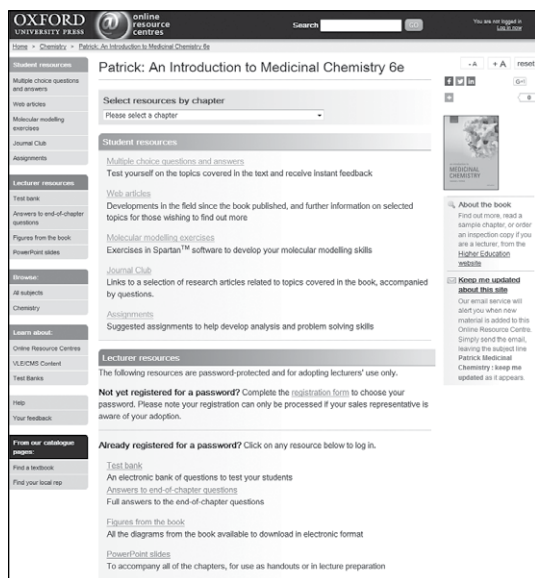 OXFORD
UNIVERSITY PRESS
@ online
resource
centres
Search
GO
You are not logged in
Log in now
Home > Chemistry > Patrick: An Introduction to Medicinal Chemistry 6e
Student resources
Multiple choice questions
and answers
Web articles
Molecular modelling
exercises
Journal Club
Assignments
Lecturer resources
Test bank
Answers to end-of-chapter
questions
Figures from the book
PowerPoint slides
Browse:
All subjects
Chemistry
Learn about:
Online Resource Centres
VLE/CMS Content
Test Banks
Help
Your feedback
From our catalogue
pages:
Find a textbook
Find your local rep
Patrick: An Introduction to Medicinal Chemistry 6e
Select resources by chapter
Please select a chapter
Student resources
Multiple choice questions and answers
Test yourself on the topics covered in the text and receive instant feedback
Web articles
Developments in the field since the book published, and further information on selected
topics for those wishing to find out more
Molecular modelling exercises
Exercises in Spartan™ software to develop your molecular modelling skills
Journal Club
Links to a selection of research articles related to topics covered in the book, accompanied
by questions.
Assignments
Suggested assignments to help develop analysis and problem solving skills
Lecturer resources
The following resources are password-protected and for adopting lecturers' use only.
Not yet registered for a password? Complete the registration form to choose your
password. Please note your registration can only be processed if your sales representative is
aware of your adoption.
Already registered for a password? Click on any resource below to log in.
Test bank
An electronic bank of questions to test your students
Answers to end-of-chapter questions
Full answers to the end-of-chapter questions
Figures from the book
All the diagrams from the book available to download in electronic format
PowerPoint slides
To accompany all of the chapters, for use as handouts or in lecture preparation
- A + A reset
f in G+
0
MEDICINAL
CHEMISTRY
About the book
Find out more, read a
sample chapter, or order
an inspection copy if you
are a lecturer, from the
Higher Education
website
Keep me updated
about this site
Our email service will
alert you when new
material is added to this
Online Resource Centre.
Simply send the email,
leaving the subject line
Patrick Medicinal
Chemistry : keep me
updated as it appears.